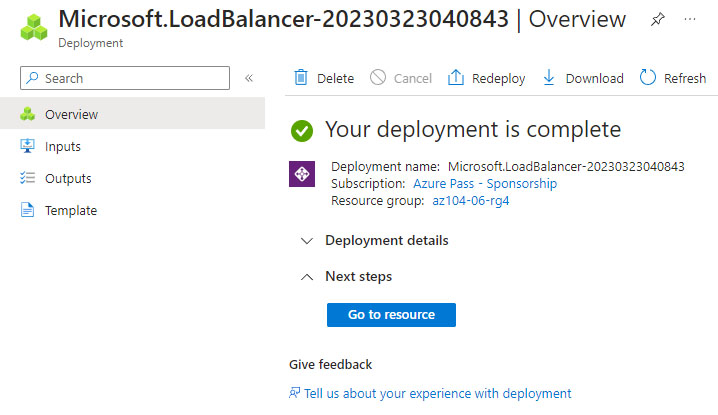 Microsoft.LoadBalancer-20230323040843 | Overview
Deployment
Search
Delete
Cancel
Redeploy
Download
Refresh
Overview
Inputs
Outputs
Template
Your deployment is complete
Deployment name: Microsoft.LoadBalancer-20230323040843
Subscription: Azure Pass - Sponsorship
Resource group: az104-06-rg4
Deployment details
Next steps
Go to resource
Give feedback
Tell us about your experience with deployment